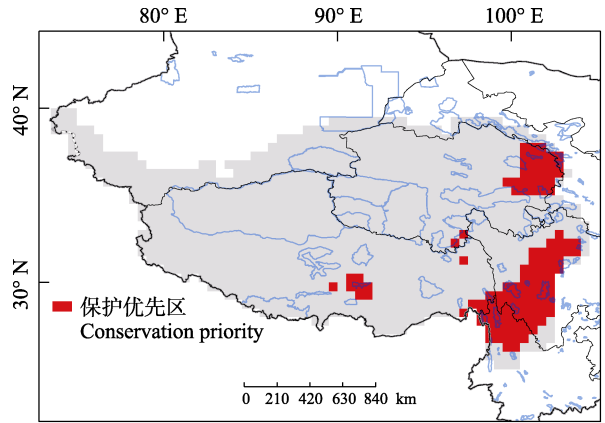 80° E 90° E 100° E
40° N
30° N
保护优先区
Conservation priority
0 210 420 630 840 km